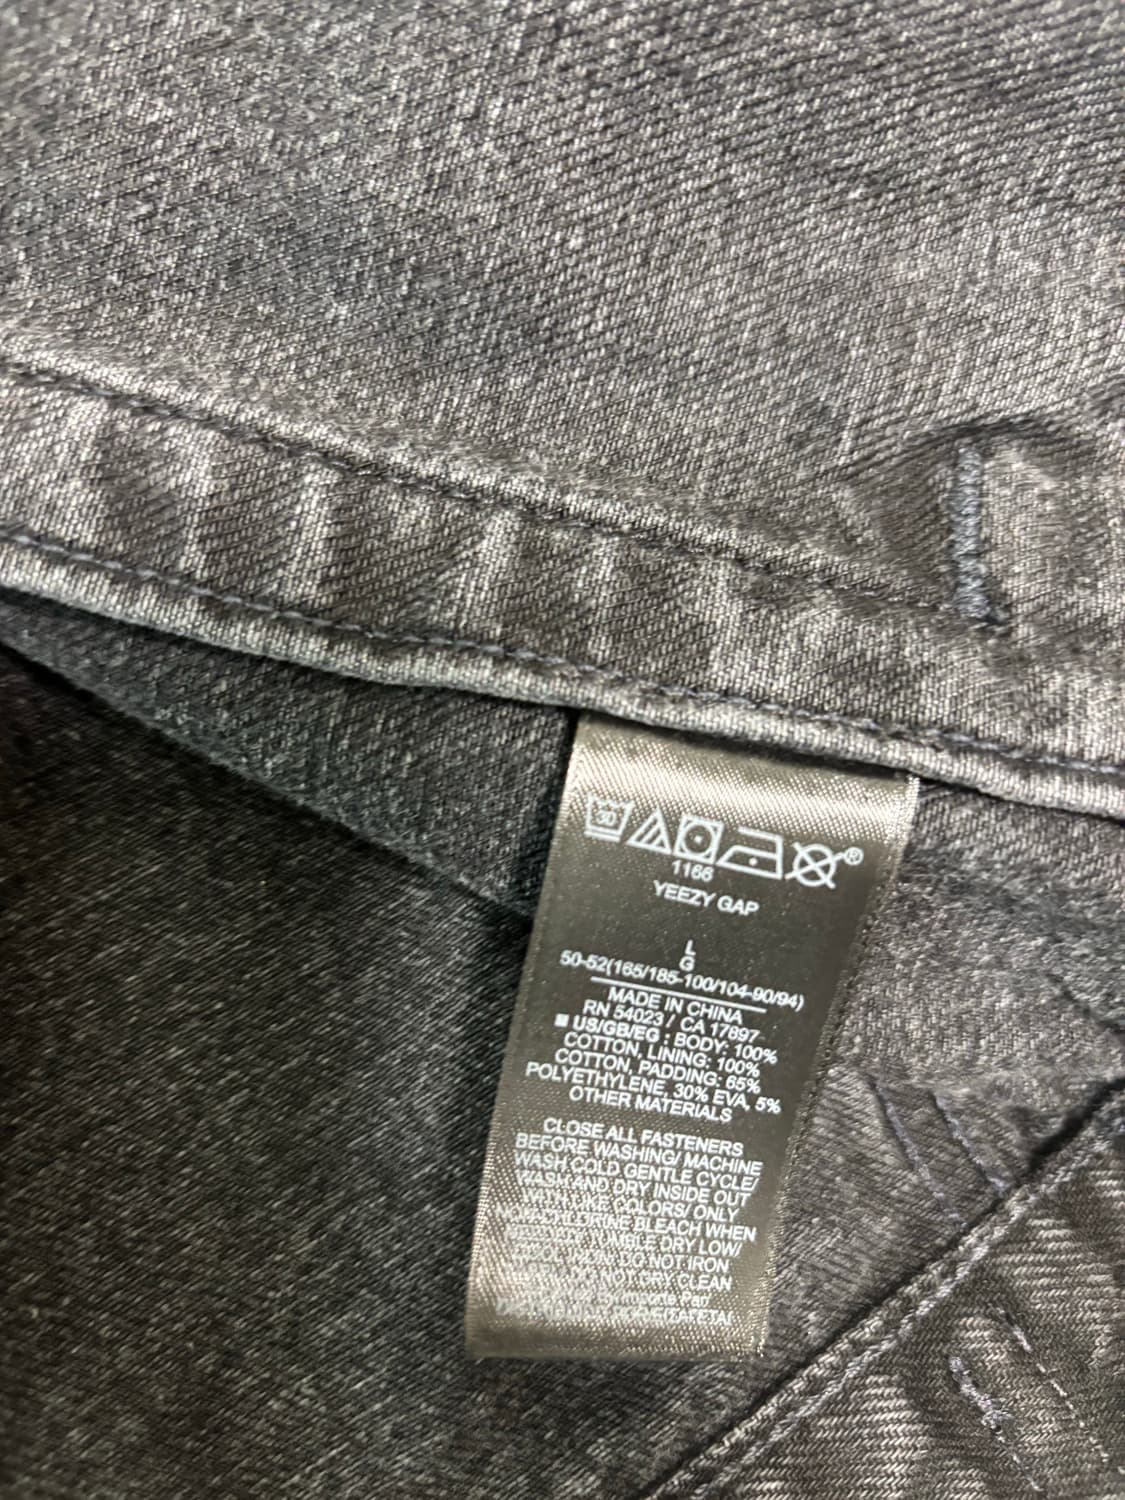 30
®
1166
YEEZY GAP
L
G
50-52(165/185-100/104-90/94)
MADE IN CHINA
RN 54023 / CA 17897
US/GB/EG : BODY: 100%
COTTON, LINING: 100%
COTTON, PADDING: 65%
POLYETHYLENE, 30% EVA, 5%
OTHER MATERIALS
CLOSE ALL FASTENERS
BEFORE WASHING/ MACHINE
WASH COLD GENTLE CYCLE/
WASH AND DRY INSIDE OUT
WITH LIKE COLORS/ ONLY
BLEACH WHEN
TUMBLE DRY LOW/
DO NOT IRON
DO NOT DRY CLEAN
Par